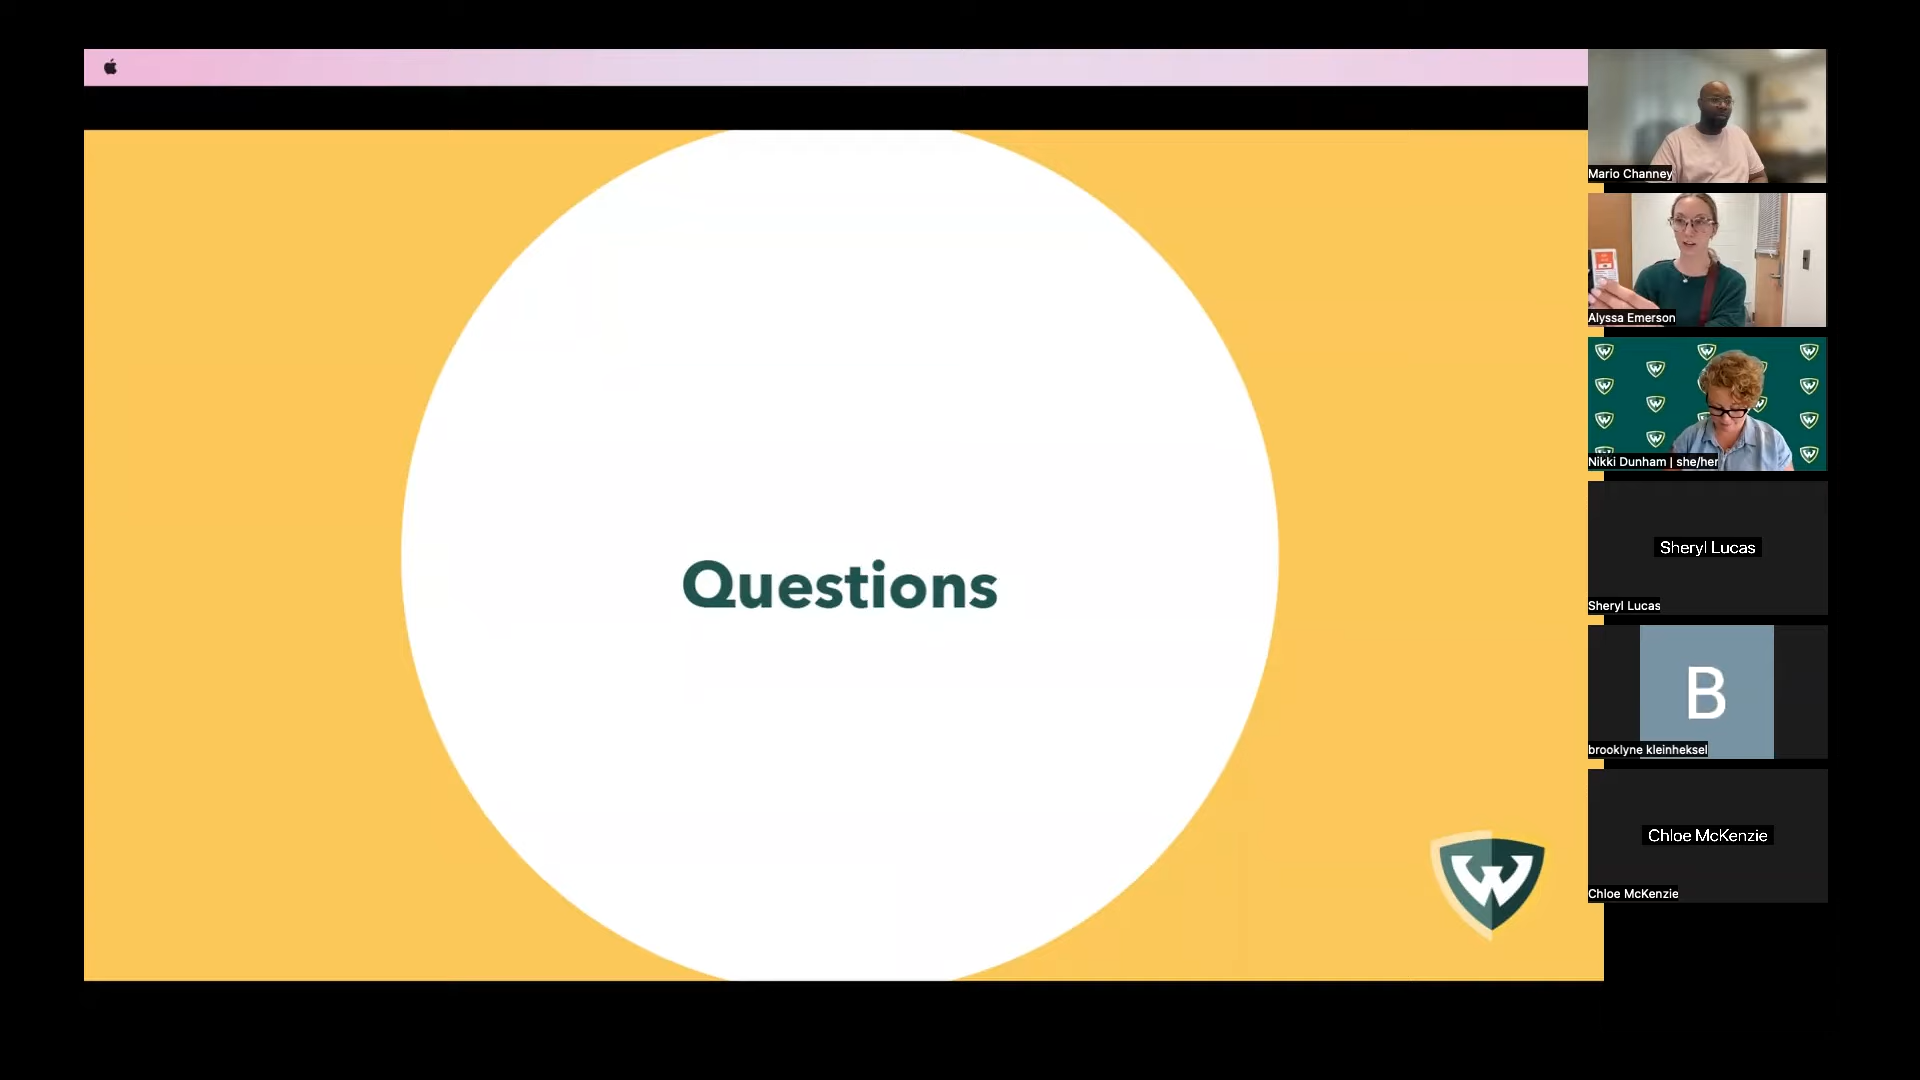 Questions
W
Mario Channey
Alyssa Emerson
Nikki Dunham | she/her
Sheryl Lucas
Sheryl Lucas
B
brooklyne kleinheksel
Chloe McKenzie
Chloe McKenzie